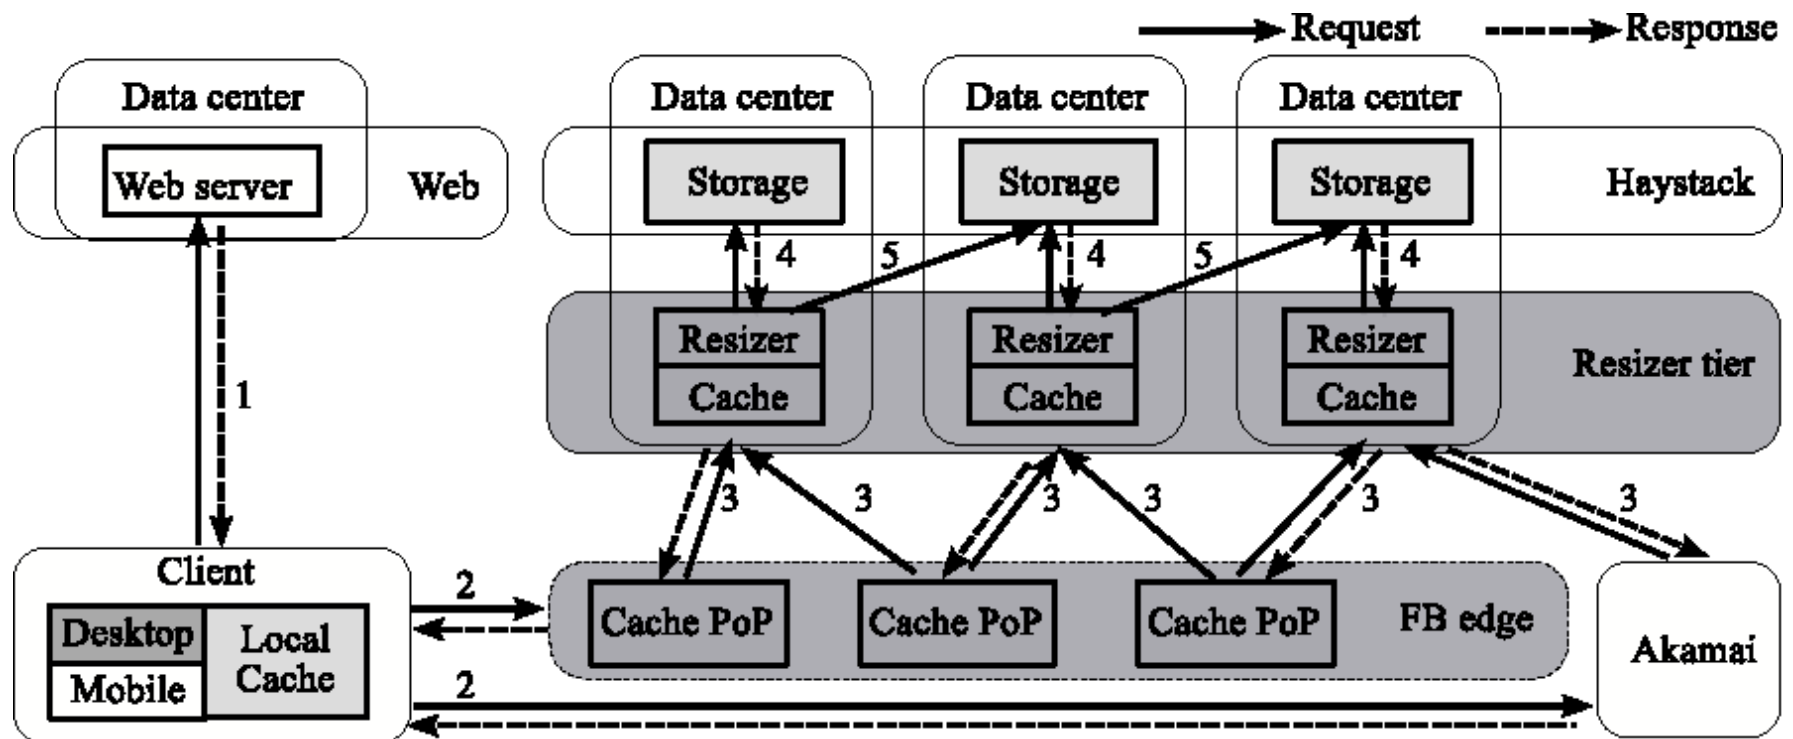 Request
Response
Data center
Data center
Data center
Data center
Web server
Web
Storage
Storage
Storage
Haystack
4
5
4
5
4
Resizer
Cache
Resizer
Cache
Resizer
Cache
Resizer tier
1
3
3
3
3
3
3
Client
Desktop
Mobile
Local
Cache
2
2
Cache PoP
Cache PoP
Cache PoP
FB edge
Akamai